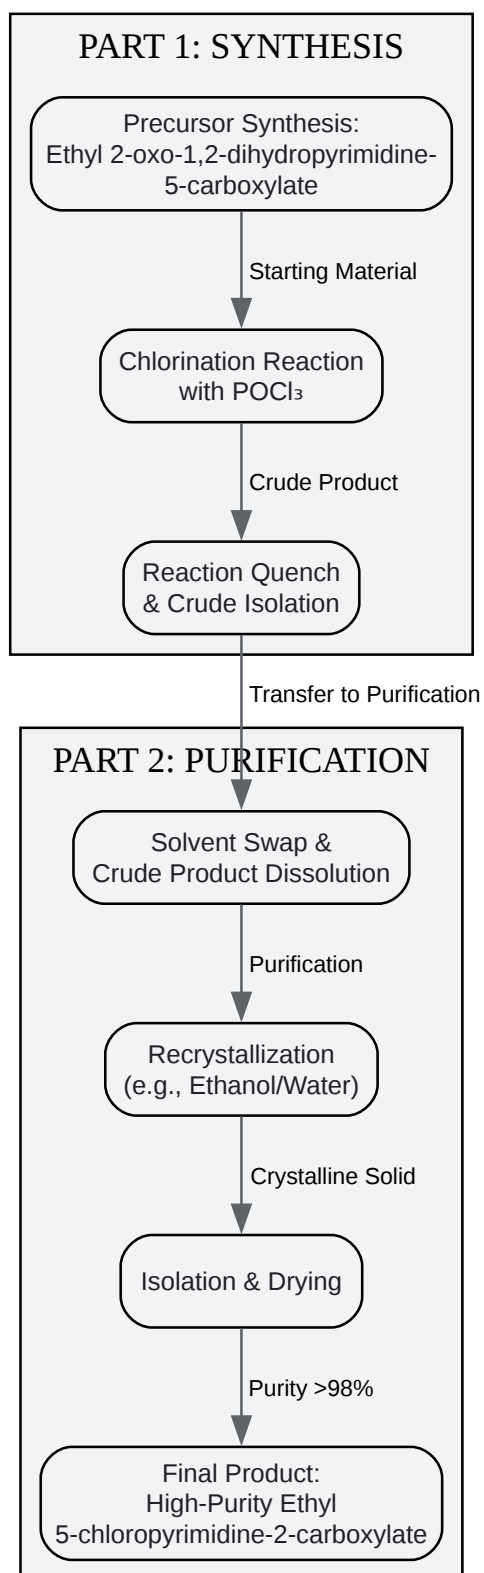 PART 1: SYNTHESIS
Precursor Synthesis:
Ethyl 2-oxo-1,2-dihydropyrimidine-
5-carboxylate
Starting Material
Chlorination Reaction
with POCl₃
Crude Product
Reaction Quench
& Crude Isolation
Transfer to Purification
PART 2: PURIFICATION
Solvent Swap &
Crude Product Dissolution
Purification
Recrystallization
(e.g., Ethanol/Water)
Crystalline Solid
Isolation & Drying
Purity >98%
Final Product:
High-Purity Ethyl
5-chloropyrimidine-2-carboxylate